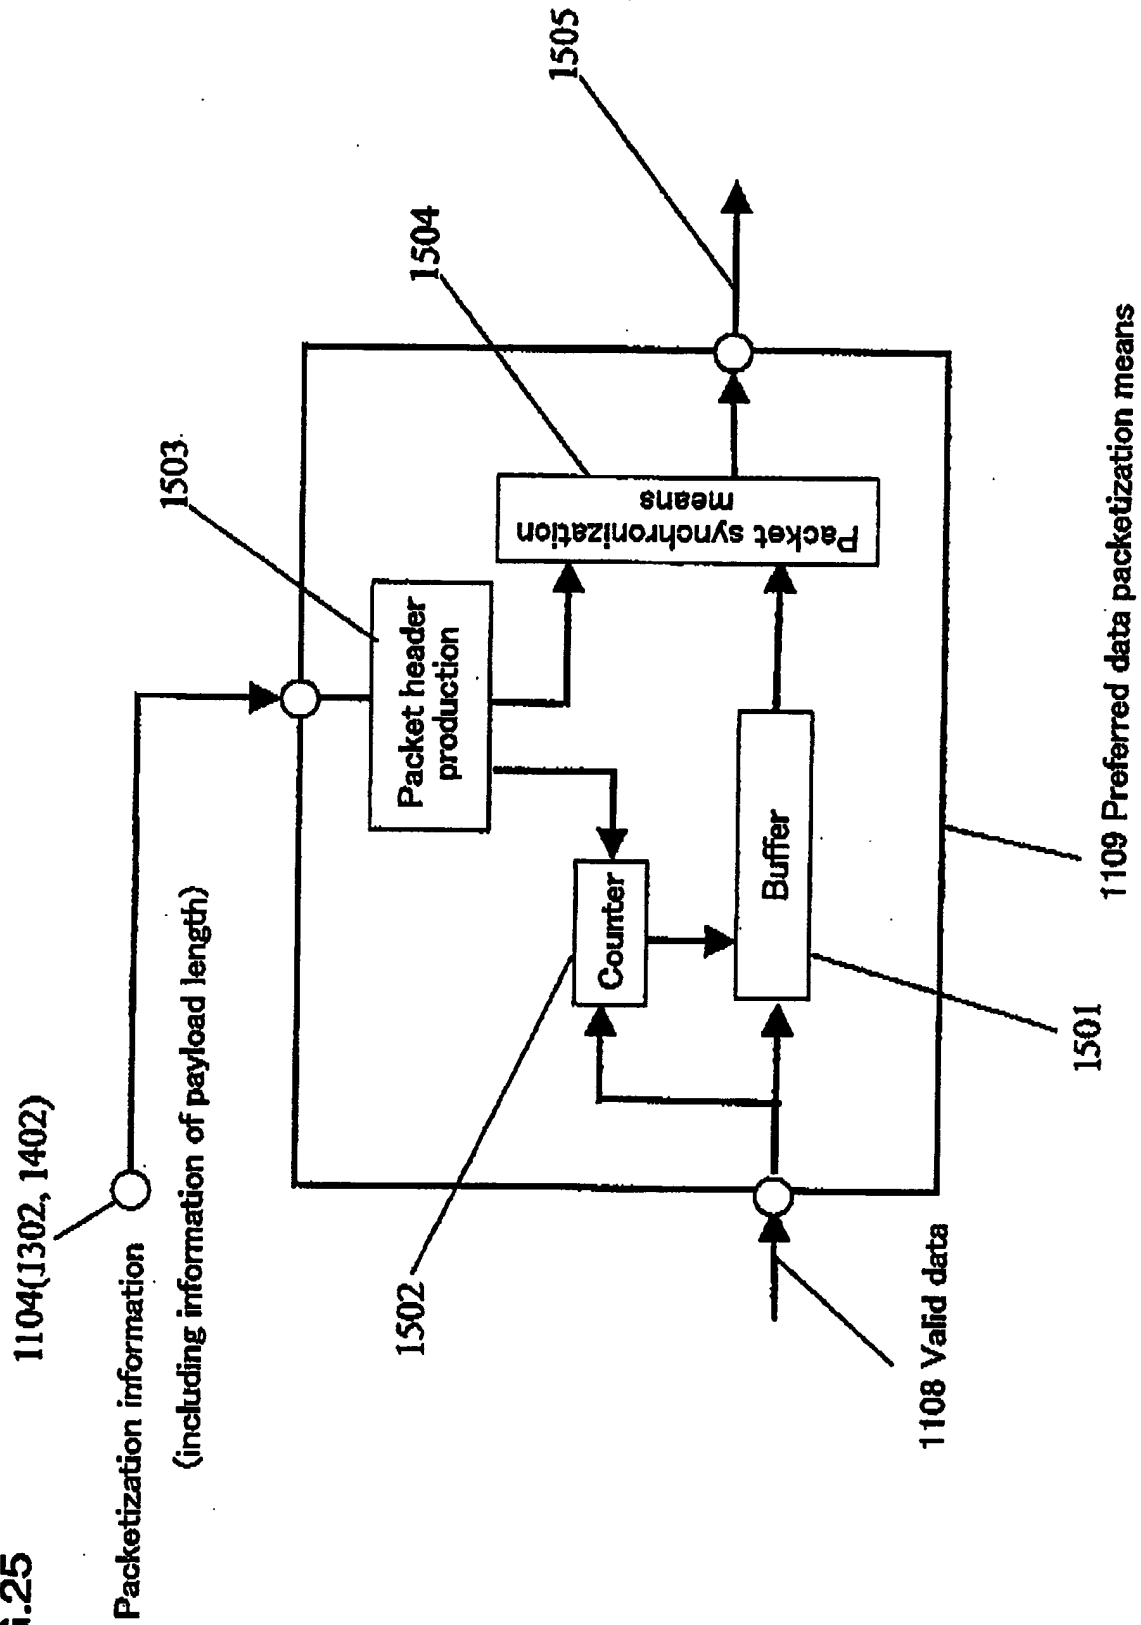 .25
1104(1302, 1402)
Packetization information
(including information of payload length)
1503
1504
1505
Packet header
production
Packet synchronization
means
Counter
Buffer
1502
1108 Valid data
1501
1109 Preferred data packetization means